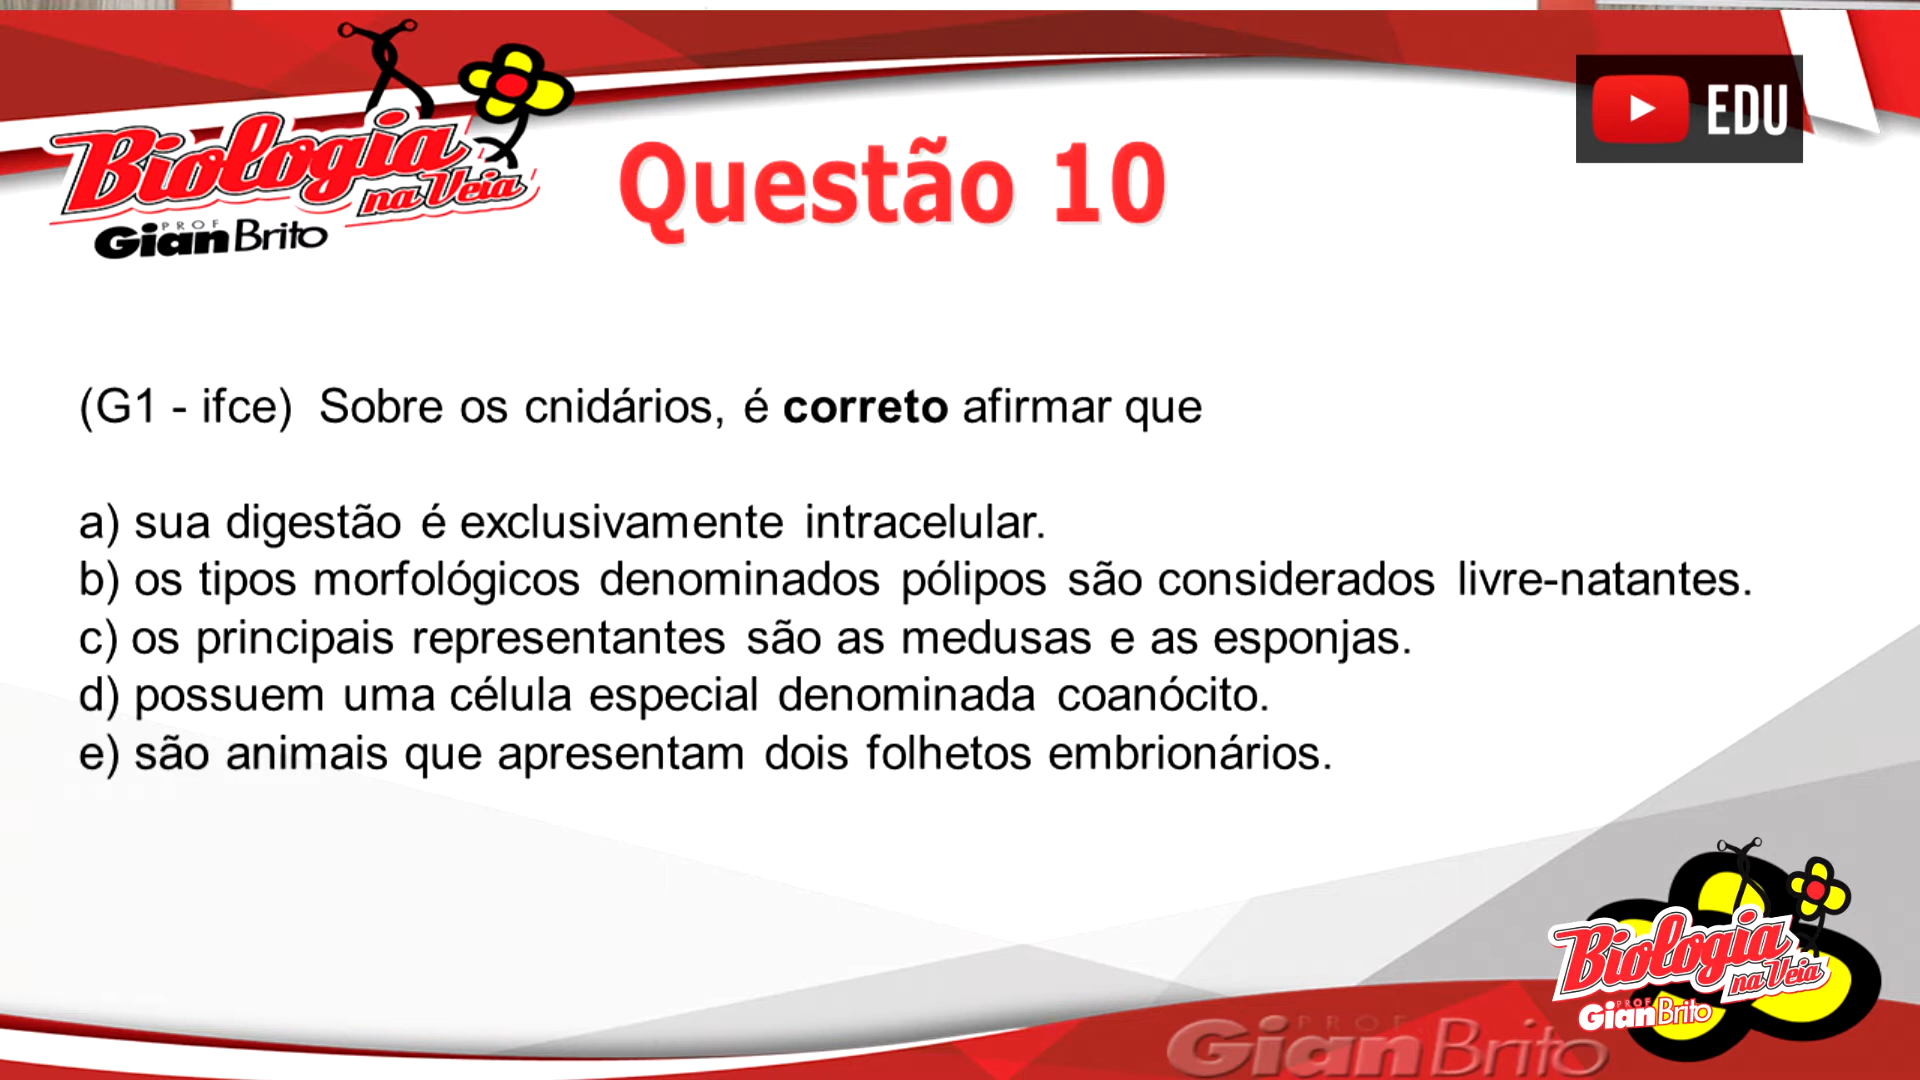 Biologia
na Veia
PROF
Gian Brito
Questão 10
EDU
(G1 - ifce) Sobre os cnidários, é correto afirmar que
a) sua digestão é exclusivamente intracelular.
b) os tipos morfológicos denominados pólipos são considerados livre-natantes.
c) os principais representantes são as medusas e as esponjas.
d) possuem uma célula especial denominada coanócito.
e) são animais que apresentam dois folhetos embrionários.
Biologia
na Veia
PROF
Gian Brito
PROF
Gian Brito